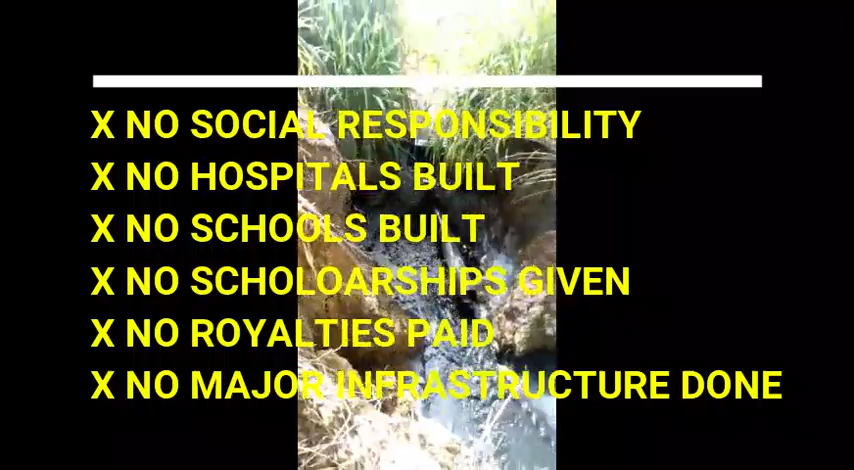 X NO SOCIAL RESPONSIBILITY
X NO HOSPITALS BUILT
X NO SCHOOLS BUILT
X NO SCHOLOARSHIPS GIVEN
X NO ROYALTIES PAID
X NO MAJOR INFRASTRUCTURE DONE